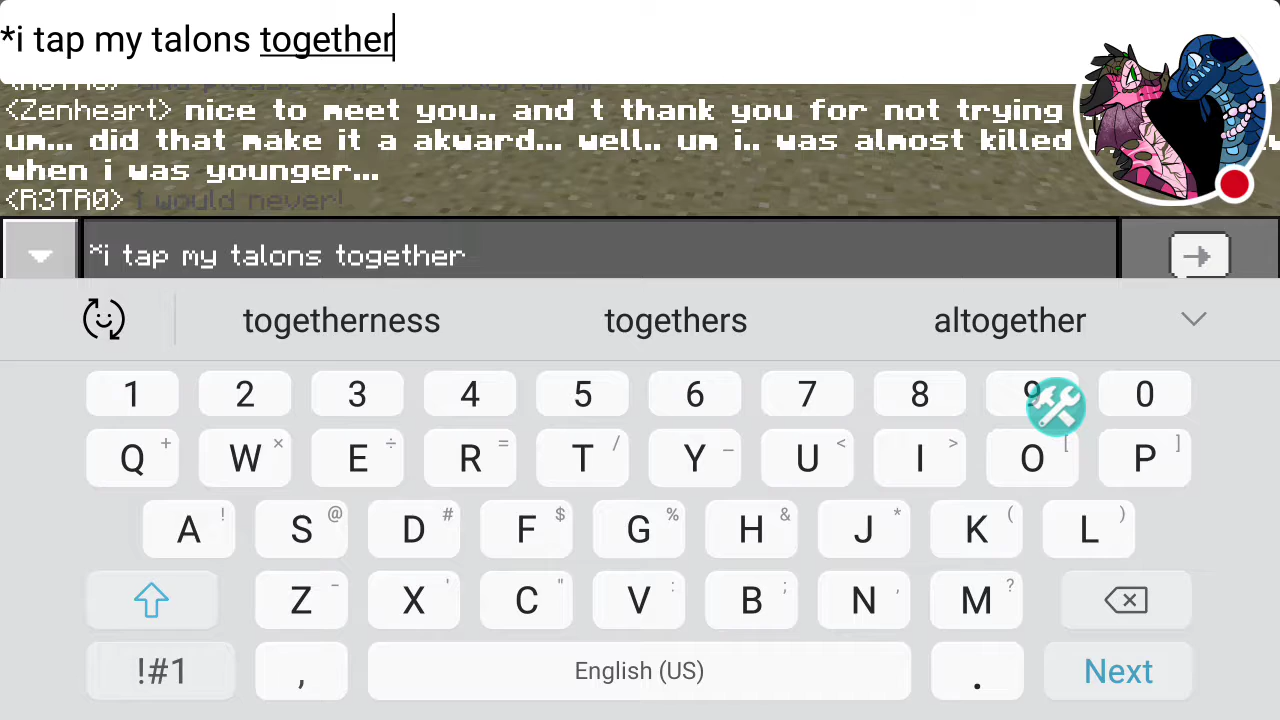 *i tap my talons together
<Zenheart> nice to meet you.. and t thank you for not trying
um... did that make it a akward... well.. um i.. was almost killed
when i was younger...
<R3TR0> I would never!
*i tap my talons together
togetherness togethers altogether
1 2 3 4 5 6 7 8 9 0
Q + W × E ÷ R = T / Y _ U < I > O [ P ]
A ! S @ D # F $ G % H & J * K ( L )
Z - X ' C " V : B ; N , M ?
!#1 , English (US) . Next